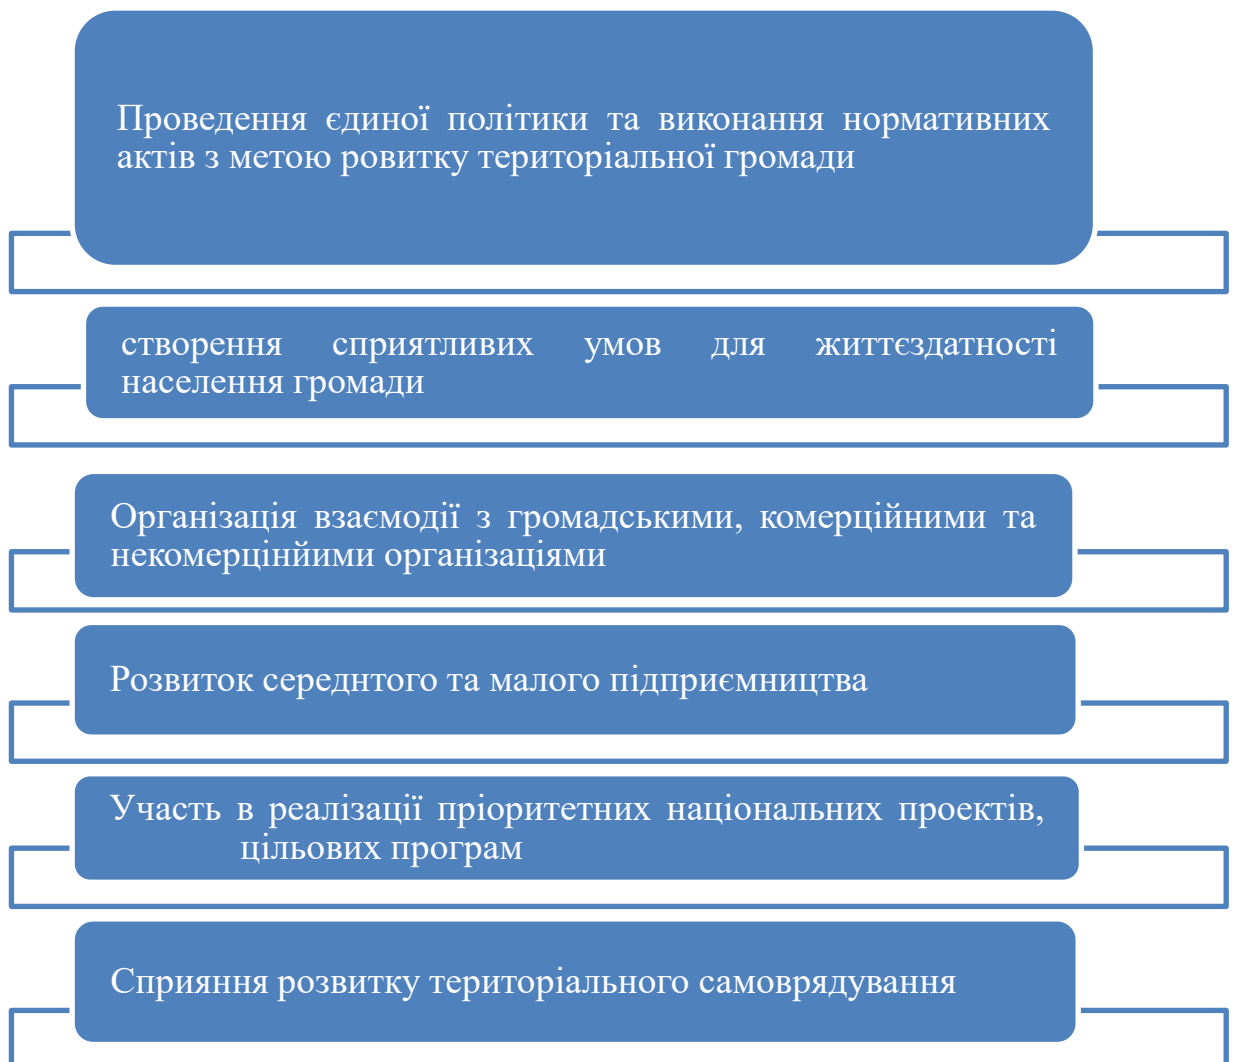 Проведення єдиної політики та виконання нормативних
актів з метою ровитку територіальної громади
створення сприятливих умов для життєздатності
населення громади
Організація взаємодії з громадськими, комерційними та
некомерцінйими організаціями
Розвиток середнтого та малого підприємництва
Участь в реалізації пріоритетних національних проектів,
цільових програм
Сприяння розвитку територіального самоврядування